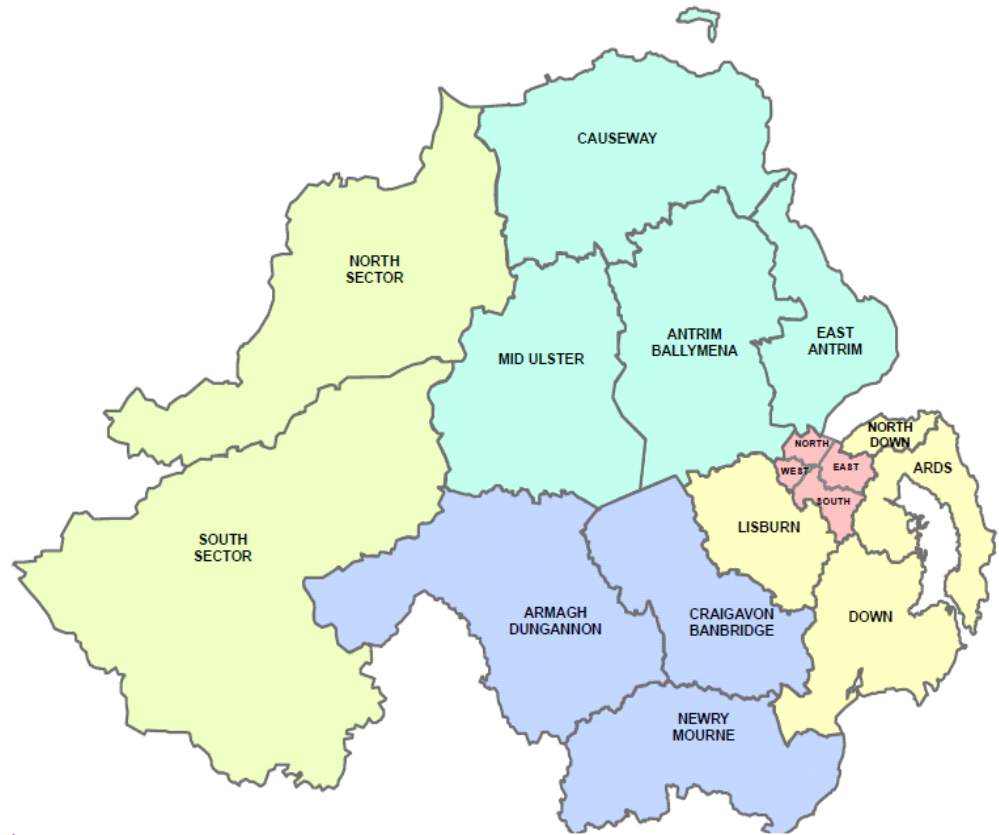 CAUSEWAY
NORTH
SECTOR
MID ULSTER
ANTRIM
BALLYMENA
EAST
ANTRIM
NORTH
DOWN
NORTH
WEST
EAST
ARDS
SOUTH
LISBURN
SOUTH
SECTOR
ARMAGH
DUNGANNON
CRAIGAVON
BANBRIDGE
DOWN
NEWRY
MOURNE